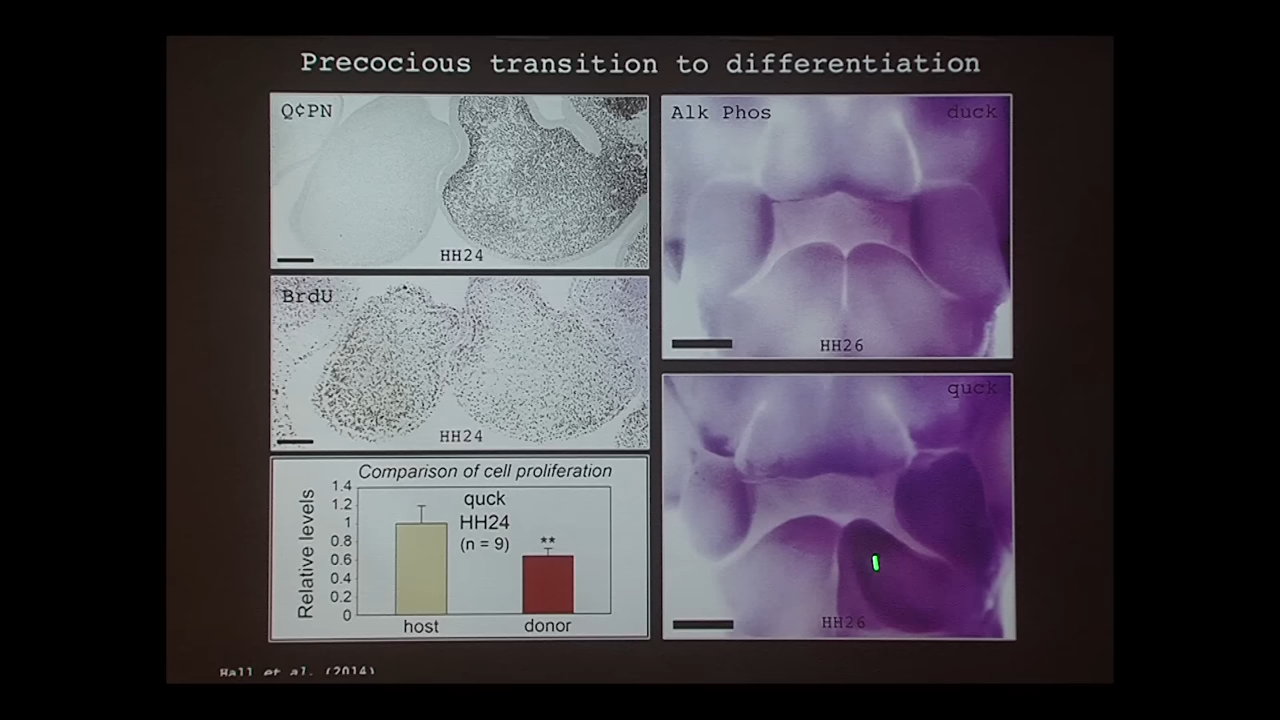 Precocious transition to differentiation
Q¢PN
HH24
BrdU
HH24
Comparison of cell proliferation
Relative levels
1.4
1.2
1
0.8
0.6
0.4
0.2
0
quck
HH24
(n = 9)
**
host
donor
Alk Phos
duck
HH26
quck
HH26
Hall et al. (2014)